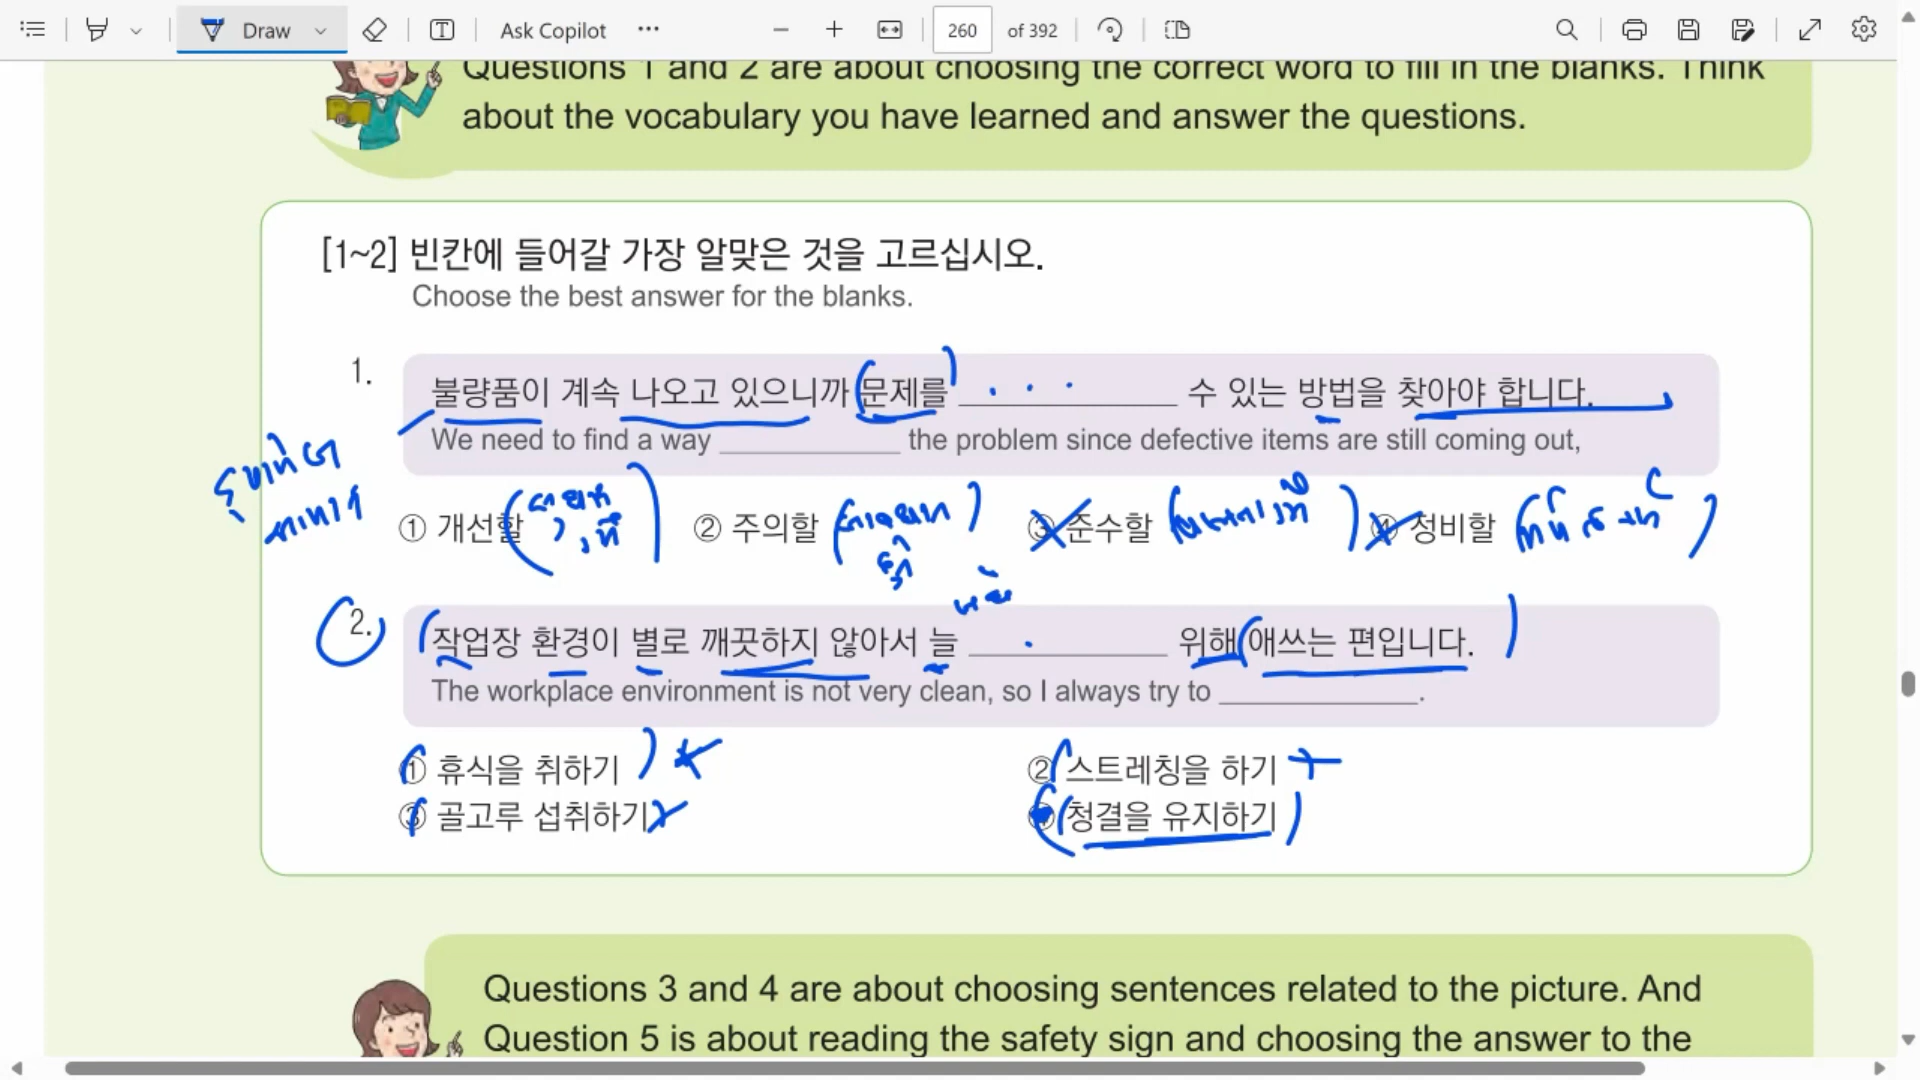 Draw
Ask Copilot
260 of 392
Questions 1 and 2 are about choosing the correct word to fill in the blanks. Think
about the vocabulary you have learned and answer the questions.
[1~2] 빈칸에 들어갈 가장 알맞은 것을 고르십시오.
Choose the best answer for the blanks.
1. 불량품이 계속 나오고 있으니까 문제를 __________ 수 있는 방법을 찾아야 합니다.
We need to find a way __________ the problem since defective items are still coming out,
① 개선할 ② 주의할 ③ 준수할 ④ 정비할
2. 작업장 환경이 별로 깨끗하지 않아서 늘 __________ 위해 애쓰는 편입니다.
The workplace environment is not very clean, so I always try to __________.
① 휴식을 취하기 ② 스트레칭을 하기
③ 골고루 섭취하기 ④ 청결을 유지하기
Questions 3 and 4 are about choosing sentences related to the picture. And
Question 5 is about reading the safety sign and choosing the answer to the